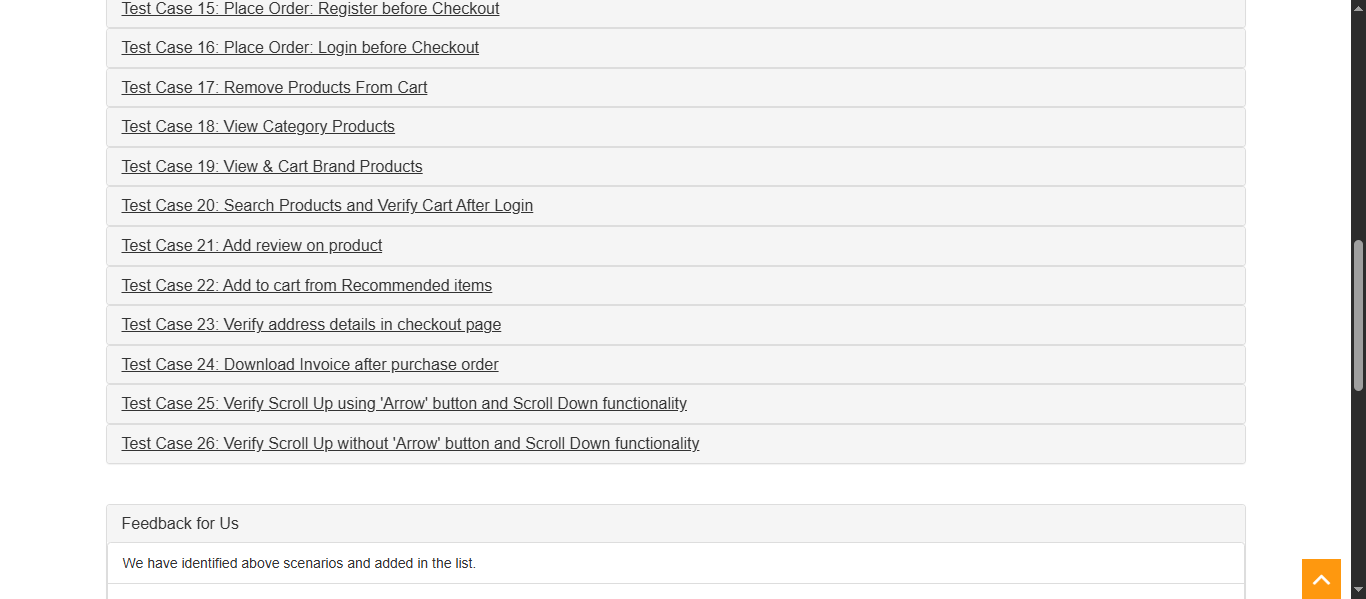 Test Case 15: Place Order: Register before Checkout
Test Case 16: Place Order: Login before Checkout
Test Case 17: Remove Products From Cart
Test Case 18: View Category Products
Test Case 19: View & Cart Brand Products
Test Case 20: Search Products and Verify Cart After Login
Test Case 21: Add review on product
Test Case 22: Add to cart from Recommended items
Test Case 23: Verify address details in checkout page
Test Case 24: Download Invoice after purchase order
Test Case 25: Verify Scroll Up using 'Arrow' button and Scroll Down functionality
Test Case 26: Verify Scroll Up without 'Arrow' button and Scroll Down functionality
Feedback for Us
We have identified above scenarios and added in the list.